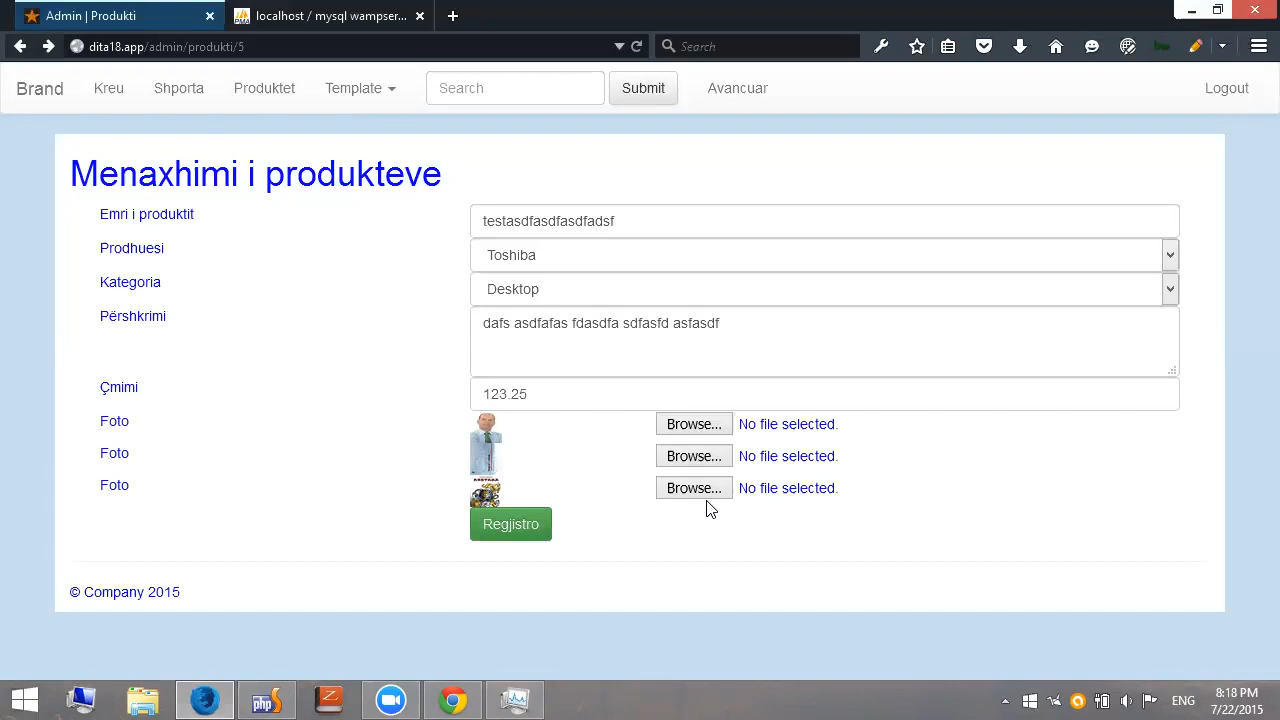 Admin | Produkti
localhost / mysql wampser...
dita18.app/admin/produkti/5
Search
Brand
Kreu
Shporta
Produktet
Template
Search
Submit
Avancuar
Logout
Menaxhimi i produkteve
Emri i produktit
testasdfasdfasdfadsf
Prodhuesi
Toshiba
Kategoria
Desktop
Përshkrimi
dafs asdfafas fdasdfa sdfasfd asfasdf
Çmimi
123.25
Foto
Browse... No file selected.
Foto
Browse... No file selected.
Foto
Browse... No file selected.
Regjistro
© Company 2015
php
ENG
8:18 PM
7/22/2015